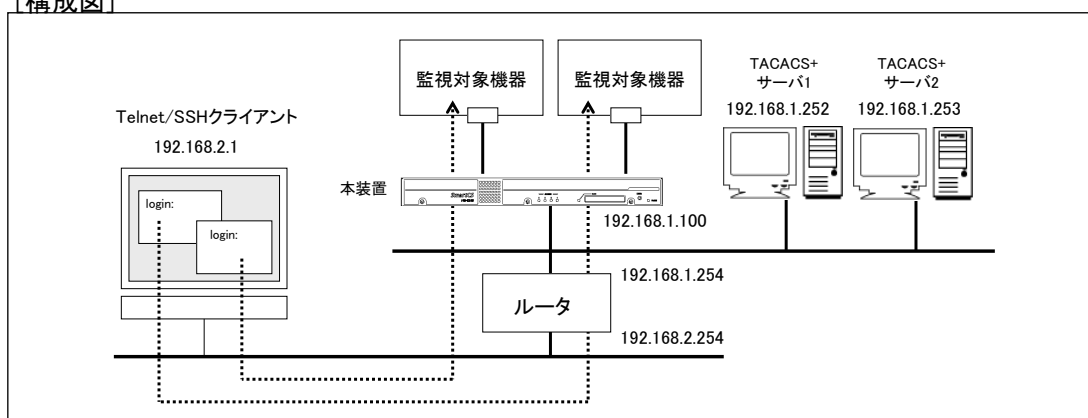 [構成図]
監視対象機器
監視対象機器
TACACS+
サーバ1
192.168.1.252
TACACS+
サーバ2
192.168.1.253
Telnet/SSHクライアント
192.168.2.1
login:
login:
本装置
192.168.1.100
192.168.1.254
ルータ
192.168.2.254